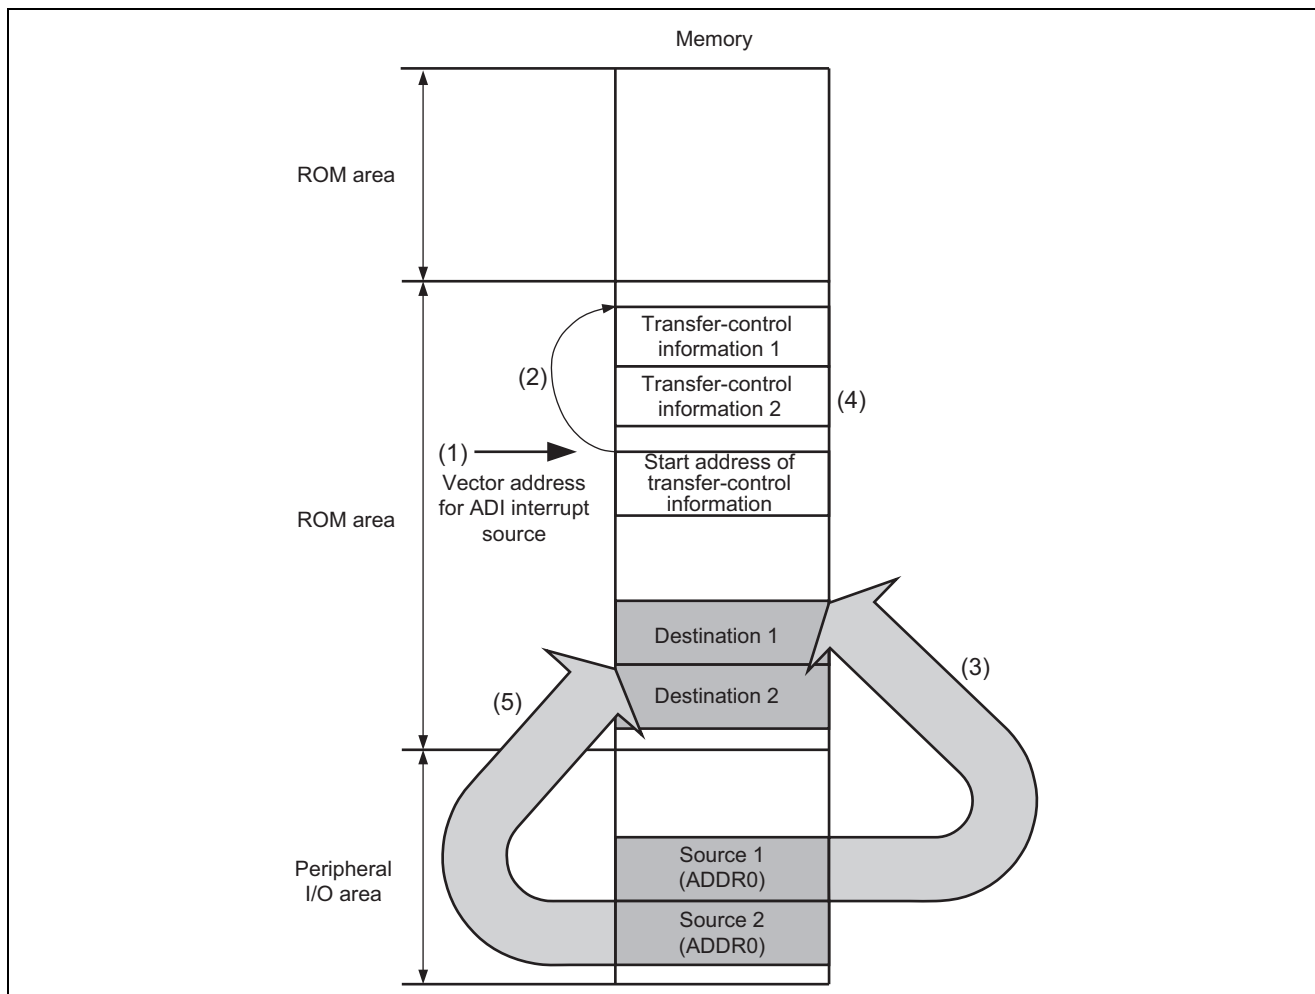 Memory
ROM area
Transfer-control
information 1
(2)
Transfer-control
information 2
(4)
(1)
Vector address
for ADI interrupt
source
Start address of
transfer-control
information
ROM area
Destination 1
(3)
Destination 2
(5)
Peripheral
I/O area
Source 1
(ADDR0)
Source 2
(ADDR0)